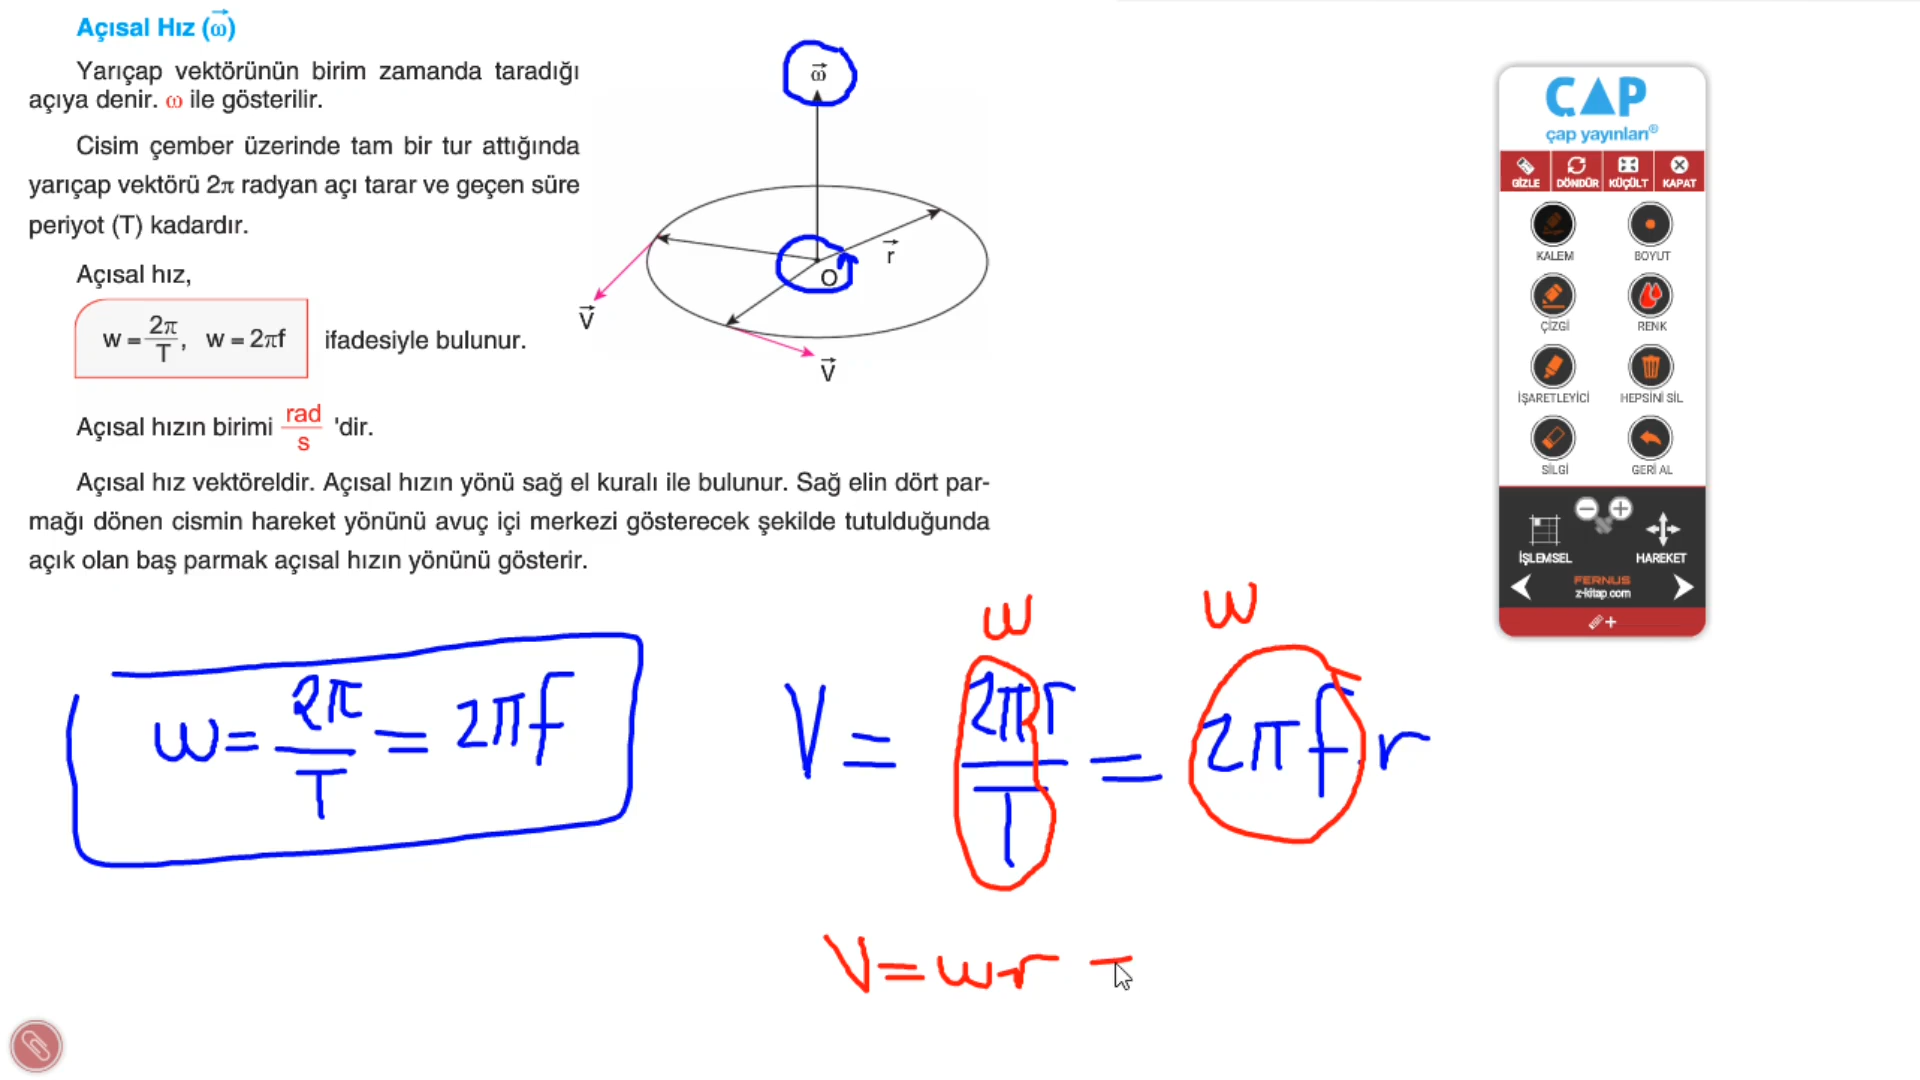 Açısal Hız (ω⃗)
Yarıçap vektörünün birim zamanda taradığı
açıya denir. ω ile gösterilir.
Cisim çember üzerinde tam bir tur attığında
yarıçap vektörü 2π radyan açı tarar ve geçen süre
periyot (T) kadardır.
Açısal hız,
w = 2π/T, w = 2πf ifadesiyle bulunur.
Açısal hızın birimi rad/s 'dir.
Açısal hız vektöreldir. Açısal hızın yönü sağ el kuralı ile bulunur. Sağ elin dört par-
mağı dönen cismin hareket yönünü avuç içi merkezi gösterecek şekilde tutulduğunda
açık olan baş parmak açısal hızın yönünü gösterir.
ω⃗
r⃗
O
V⃗
V⃗
w = 2π/T = 2πf
w w
V = 2πr/T = 2πf r
V = w r
ÇAP
çap yayınları®
GİZLE DÖNDÜR KÜÇÜLT KAPAT
KALEM BOYUT
ÇİZGİ RENK
İŞARETLEYİCİ HEPSİNİ SİL
SİLGİ GERİ AL
İŞLEMSEL HAREKET
FERNUS
z-kitap.com